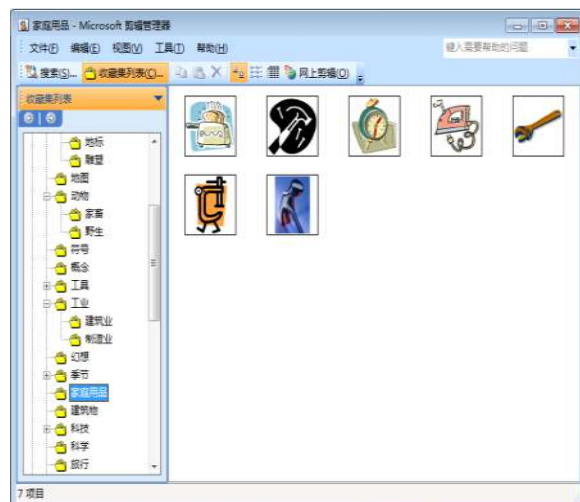 家庭用品 - Microsoft 剪辑管理器
文件(F) 编辑(E) 视图(V) 工具(T) 帮助(H) 键入需要帮助的问题
搜索(S)... 收藏集列表(C)... 网上剪辑(O)
收藏集列表
地标
雕塑
地图
动物
家畜
野生
符号
概念
工具
工业
建筑业
制造业
幻想
季节
家庭用品
建筑物
科技
科学
旅行
7 项目